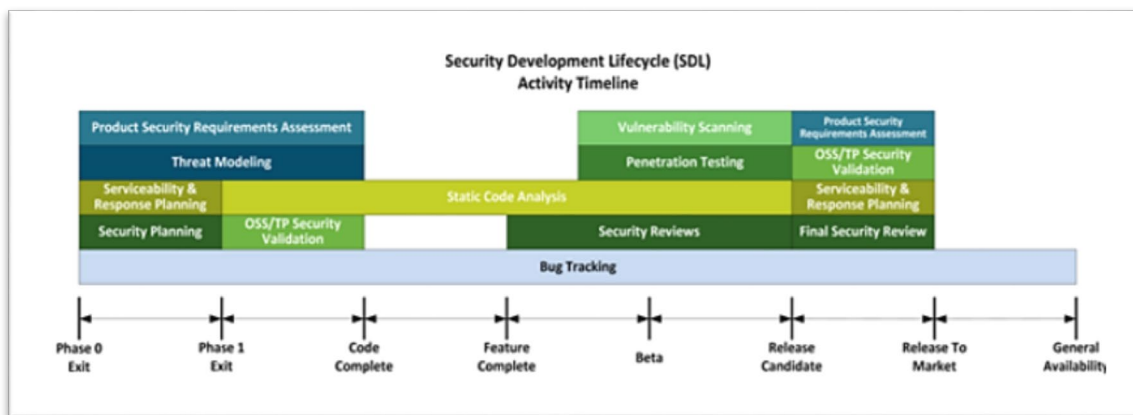 Security Development Lifecycle (SDL)
Activity Timeline
Product Security Requirements Assessment
Vulnerability Scanning
Product Security
Requirements Assessment
Threat Modeling
Penetration Testing
OSS/TP Security
Validation
Serviceability &
Response Planning
Static Code Analysis
Serviceability &
Response Planning
Security Planning
OSS/TP Security
Validation
Security Reviews
Final Security Review
Bug Tracking
Phase 0
Exit
Phase 1
Exit
Code
Complete
Feature
Complete
Beta
Release
Candidate
Release To
Market
General
Availability